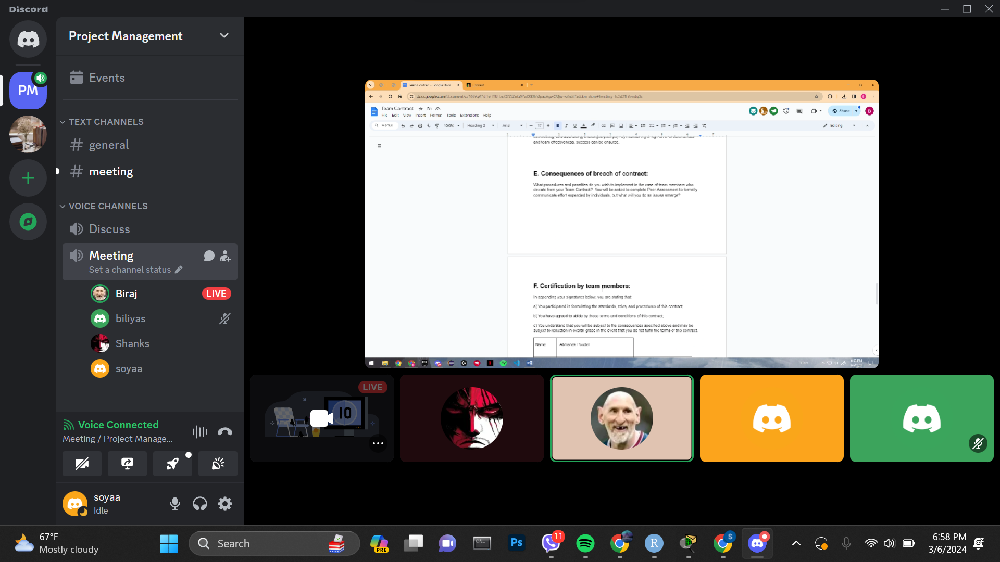 Discord
Project Management
PM
Events
TEXT CHANNELS
general
meeting
VOICE CHANNELS
Discuss
Meeting
Set a channel status
Biraj
LIVE
biliyas
Shanks
soyaa
Voice Connected
Meeting / Project Manage...
soyaa
Idle
Team Contract - Google Docs
Content
Team Contract
File Edit View Insert Format Tools Extensions Help
Share
B
Menus
100%
Heading 2
Arial
17
B I U A
Editing
and team effectiveness, success can be ensured.
E. Consequences of breach of contract:
What procedures and penalties do you wish to implement in the case of team members who
deviate from your Team Contract? You will be asked to complete Peer Assessment to formally
communicate effort expended by individuals, but what will you do as issues emerge?
F. Certification by team members:
In appending your signatures below, you are stating that:
a) You participated in formulating the standards, roles, and procedures of this contract
b) You have agreed to abide by these terms and conditions of this contract;
c) You understand that you will be subject to the consequences specified above and may be
subject to reduction in overall grade in the event that you do not fulfill the terms of this contract.
Name Abhishek Poudel
LIVE
10
67°F
Mostly cloudy
Search
PRE
Ps
11
R
S
6:58 PM
3/6/2024